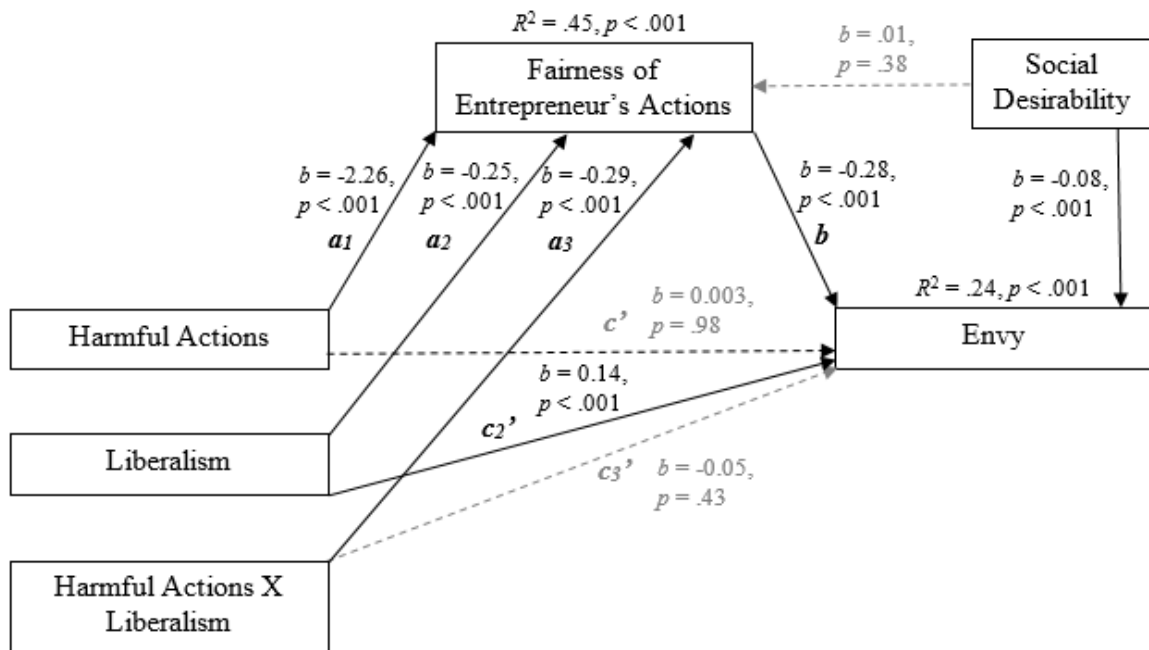 R² = .45, p < .001
Fairness of
Entrepreneur’s Actions
b = .01,
p = .38
Social
Desirability
b = -2.26,
p < .001
a1
b = -0.25,
p < .001
a2
b = -0.29,
p < .001
a3
b = -0.28,
p < .001
b
b = -0.08,
p < .001
R² = .24, p < .001
Harmful Actions
c’
b = 0.003,
p = .98
Envy
b = 0.14,
p < .001
c2’
Liberalism
c3’
b = -0.05,
p = .43
Harmful Actions X
Liberalism